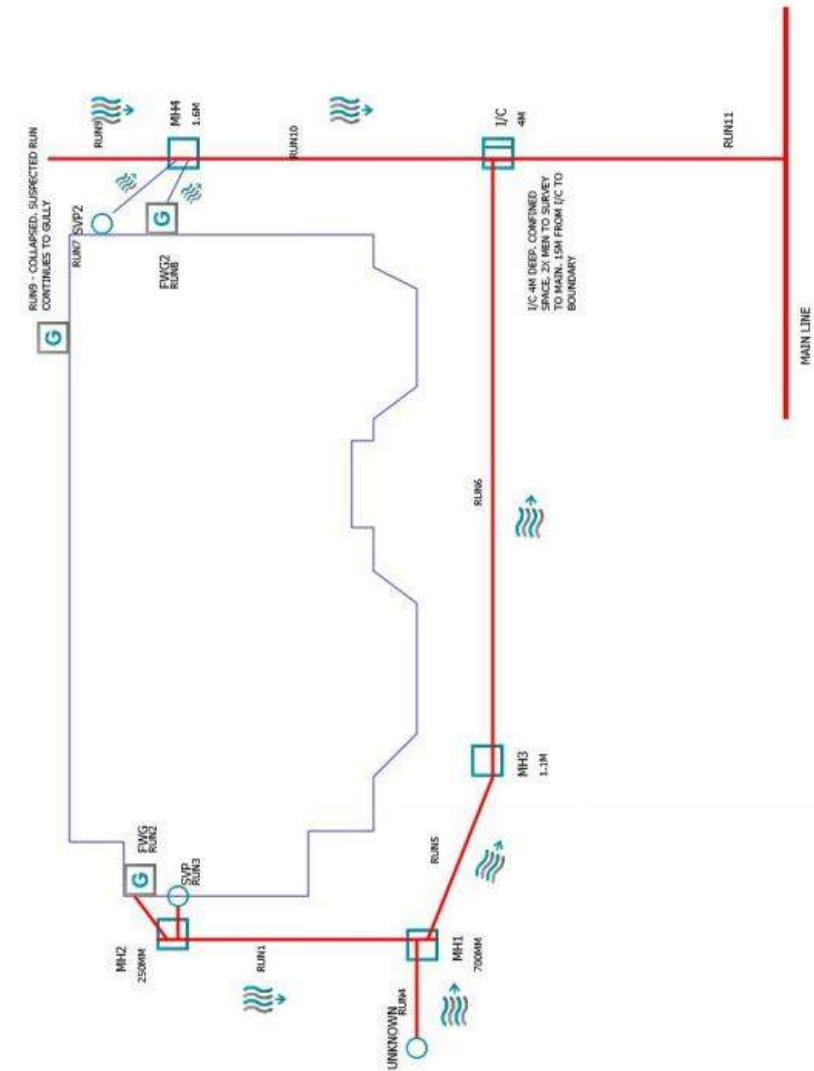 RUN9 - COLLAPSED. SUSPECTED RUN
CONTINUES TO GULLY
RUN9
MH4
1.6M
SVP2
RUN7
G
FWG2
RUN8
G
RUN10
I/C
4M
I/C 4M DEEP. CONFINED
SPACE. 2X MEN TO SURVEY
TO MAIN. 15M FROM I/C TO
BOUNDARY
RUN11
MAIN LINE
RUN6
MH3
1.1M
RUN5
FWG
RUN2
G
SVP
RUN3
MH2
250MM
RUN1
MH1
700MM
UNKNOWN
RUN4